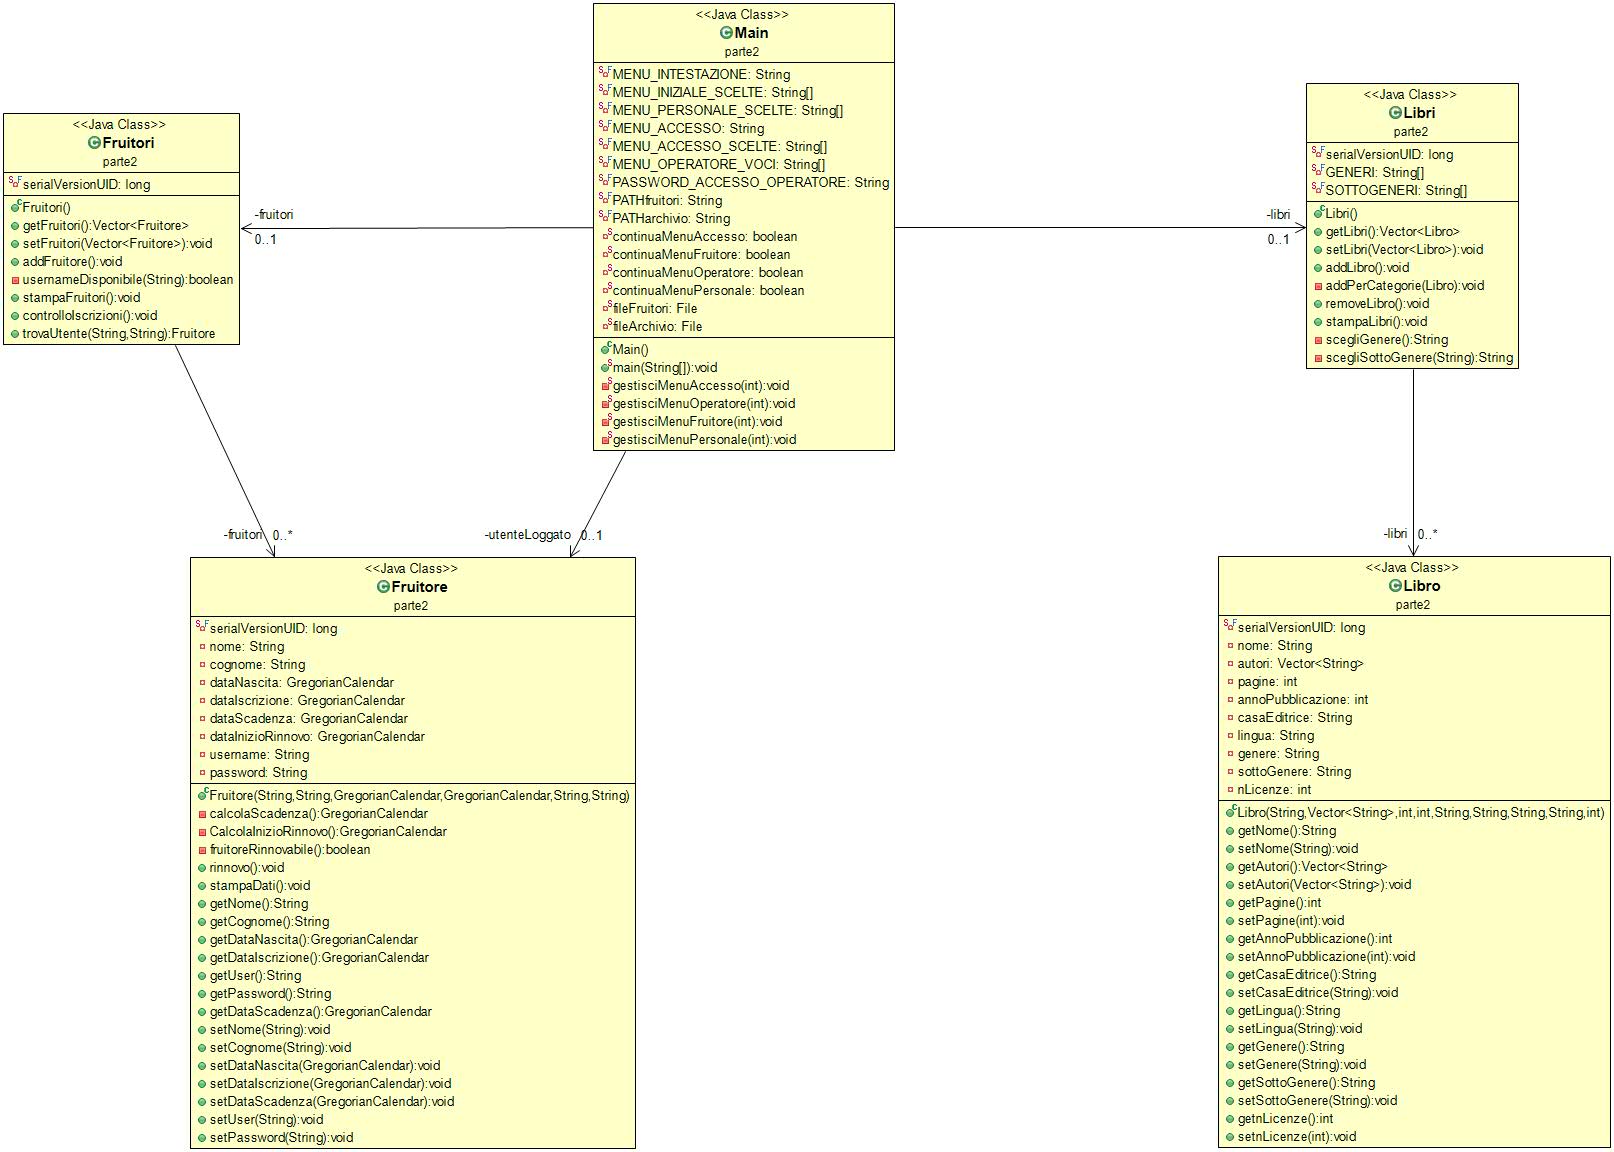 <<Java Class>>
Main
parte2
MENU_INTESTAZIONE: String
MENU_INIZIALE_SCELTE: String[]
MENU_PERSONALE_SCELTE: String[]
MENU_ACCESSO: String
MENU_ACCESSO_SCELTE: String[]
MENU_OPERATORE_VOCI: String[]
PASSWORD_ACCESSO_OPERATORE: String
PATHfruitori: String
PATHarchivio: String
continuaMenuAccesso: boolean
continuaMenuFruitore: boolean
continuaMenuOperatore: boolean
continuaMenuPersonale: boolean
fileFruitori: File
fileArchivio: File
Main()
main(String[]):void
gestisciMenuAccesso(int):void
gestisciMenuOperatore(int):void
gestisciMenuFruitore(int):void
gestisciMenuPersonale(int):void
<<Java Class>>
Fruitori
parte2
serialVersionUID: long
Fruitori()
getFruitori():Vector<Fruitore>
setFruitori(Vector<Fruitore>):void
addFruitore():void
usernameDisponibile(String):boolean
stampaFruitori():void
controlloIscrizioni():void
trovaUtente(String,String):Fruitore
-fruitori
0..1
-libri
0..1
<<Java Class>>
Libri
parte2
serialVersionUID: long
GENERI: String[]
SOTTOGENERI: String[]
Libri()
getLibri():Vector<Libro>
setLibri(Vector<Libro>):void
addLibro():void
addPerCategorie(Libro):void
removeLibro():void
stampaLibri():void
scegliGenere():String
scegliSottoGenere(String):String
-fruitori 0..*
-utenteLoggato 0..1
-libri 0..*
<<Java Class>>
Fruitore
parte2
serialVersionUID: long
nome: String
cognome: String
dataNascita: GregorianCalendar
dataIscrizione: GregorianCalendar
dataScadenza: GregorianCalendar
dataInizioRinnovo: GregorianCalendar
username: String
password: String
Fruitore(String,String,GregorianCalendar,GregorianCalendar,String,String)
calcolaScadenza():GregorianCalendar
CalcolaInizioRinnovo():GregorianCalendar
fruitoreRinnovabile():boolean
rinnovo():void
stampaDati():void
getNome():String
getCognome():String
getDataNascita():GregorianCalendar
getDataIscrizione():GregorianCalendar
getUser():String
getPassword():String
getDataScadenza():GregorianCalendar
setNome(String):void
setCognome(String):void
setDataNascita(GregorianCalendar):void
setDataIscrizione(GregorianCalendar):void
setDataScadenza(GregorianCalendar):void
setUser(String):void
setPassword(String):void
<<Java Class>>
Libro
parte2
serialVersionUID: long
nome: String
autori: Vector<String>
pagine: int
annoPubblicazione: int
casaEditrice: String
lingua: String
genere: String
sottoGenere: String
nLicenze: int
Libro(String,Vector<String>,int,int,String,String,String,String,int)
getNome():String
setNome(String):void
getAutori():Vector<String>
setAutori(Vector<String>):void
getPagine():int
setPagine(int):void
getAnnoPubblicazione():int
setAnnoPubblicazione(int):void
getCasaEditrice():String
setCasaEditrice(String):void
getLingua():String
setLingua(String):void
getGenere():String
setGenere(String):void
getSottoGenere():String
setSottoGenere(String):void
getnLicenze():int
setnLicenze(int):void